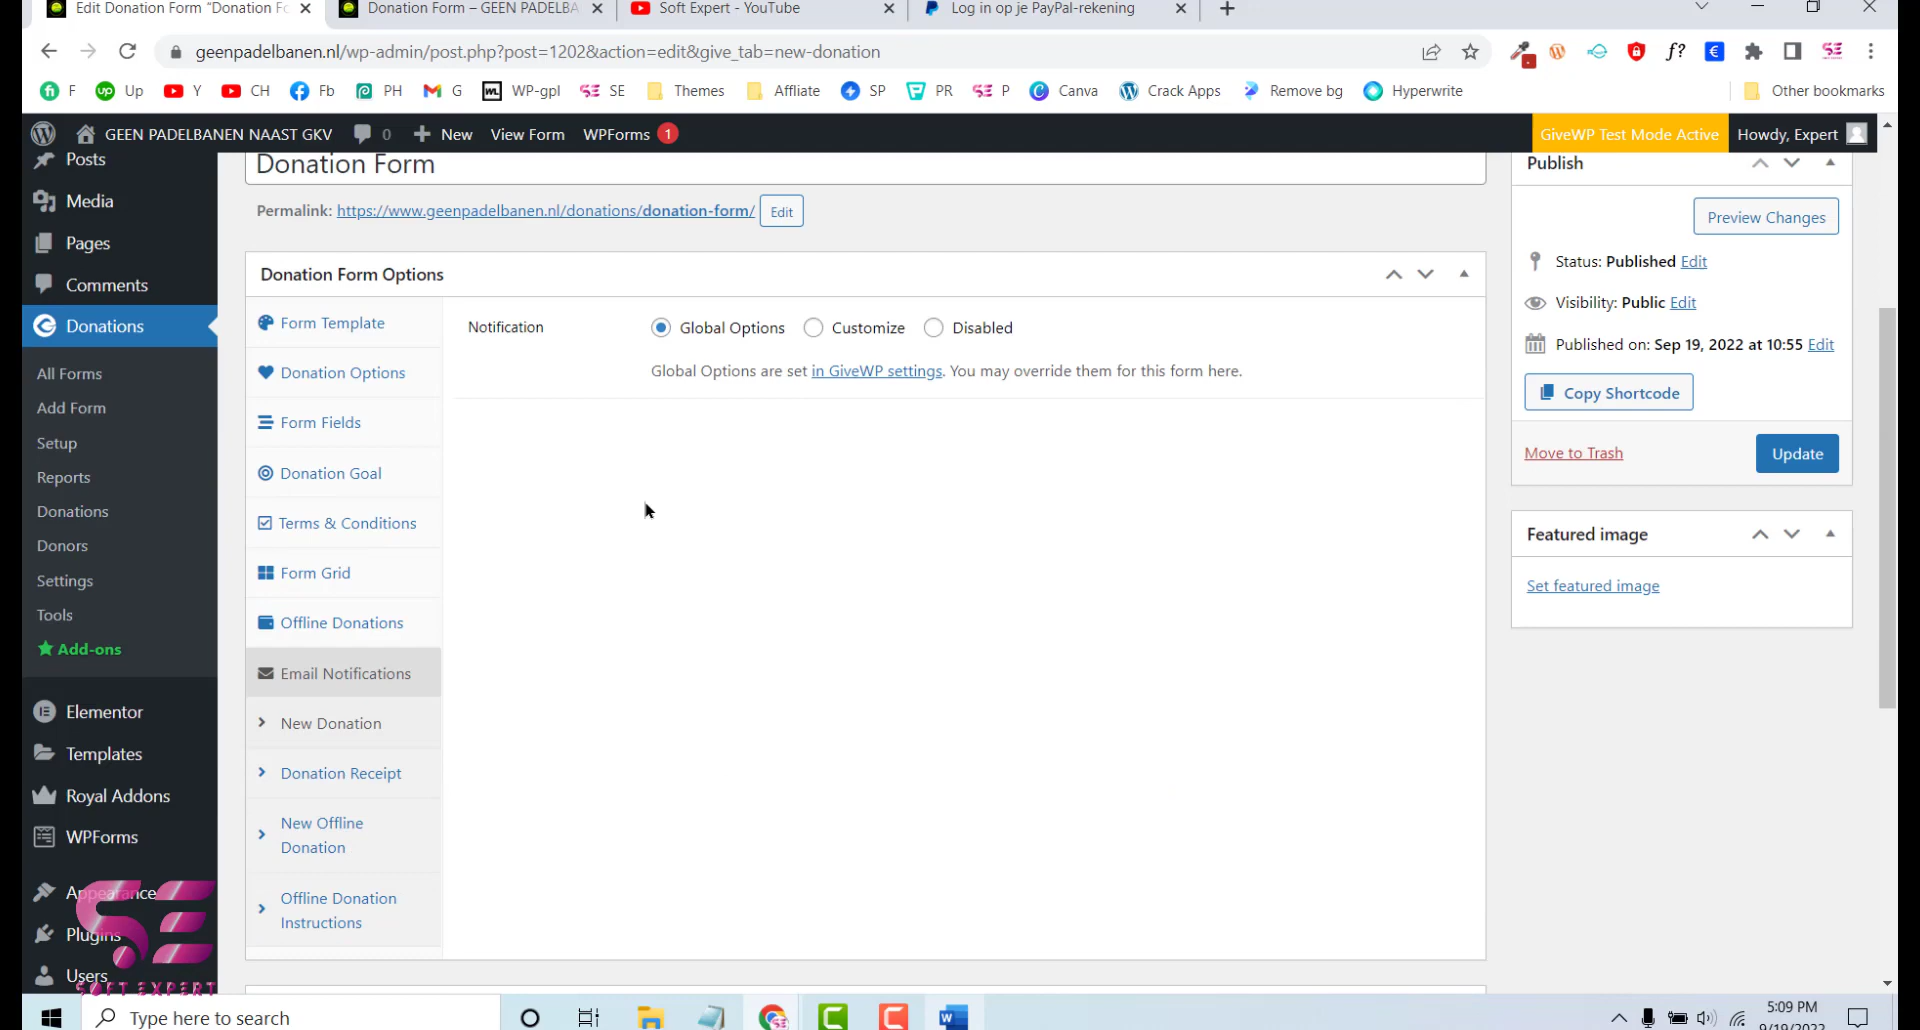 Edit Donation Form "Donation Fo
Donation Form – GEEN PADELBA
Soft Expert - YouTube
Log in op je PayPal-rekening
geenpadelbanen.nl/wp-admin/post.php?post=1202&action=edit&give_tab=new-donation
F Up Y CH Fb PH G WP-gpl SE Themes Affliate SP PR P Canva Crack Apps Remove bg Hyperwrite Other bookmarks
GEEN PADELBANEN NAAST GKV 0 New View Form WPForms 1 GiveWP Test Mode Active Howdy, Expert
Posts
Media
Pages
Comments
Donations
All Forms
Add Form
Setup
Reports
Donations
Donors
Settings
Tools
Add-ons
Elementor
Templates
Royal Addons
WPForms
Appearance
Plugins
Users
SOFT EXPERT
Donation Form
Permalink: https://www.geenpadelbanen.nl/donations/donation-form/ Edit
Donation Form Options
Form Template
Donation Options
Form Fields
Donation Goal
Terms & Conditions
Form Grid
Offline Donations
Email Notifications
New Donation
Donation Receipt
New Offline
Donation
Offline Donation
Instructions
Notification Global Options Customize Disabled
Global Options are set in GiveWP settings. You may override them for this form here.
Publish
Preview Changes
Status: Published Edit
Visibility: Public Edit
Published on: Sep 19, 2022 at 10:55 Edit
Copy Shortcode
Move to Trash Update
Featured image
Set featured image
Type here to search
5:09 PM
9/19/2022